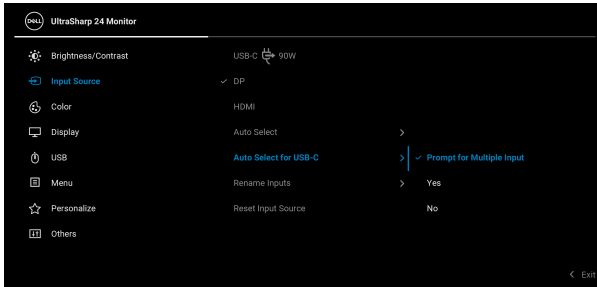 DELL UltraSharp 24 Monitor
Brightness/Contrast USB-C 90W
Input Source DP
Color HDMI
Display Auto Select
USB Auto Select for USB-C Prompt for Multiple Input
Menu Rename Inputs Yes
Personalize Reset Input Source No
Others
Exit